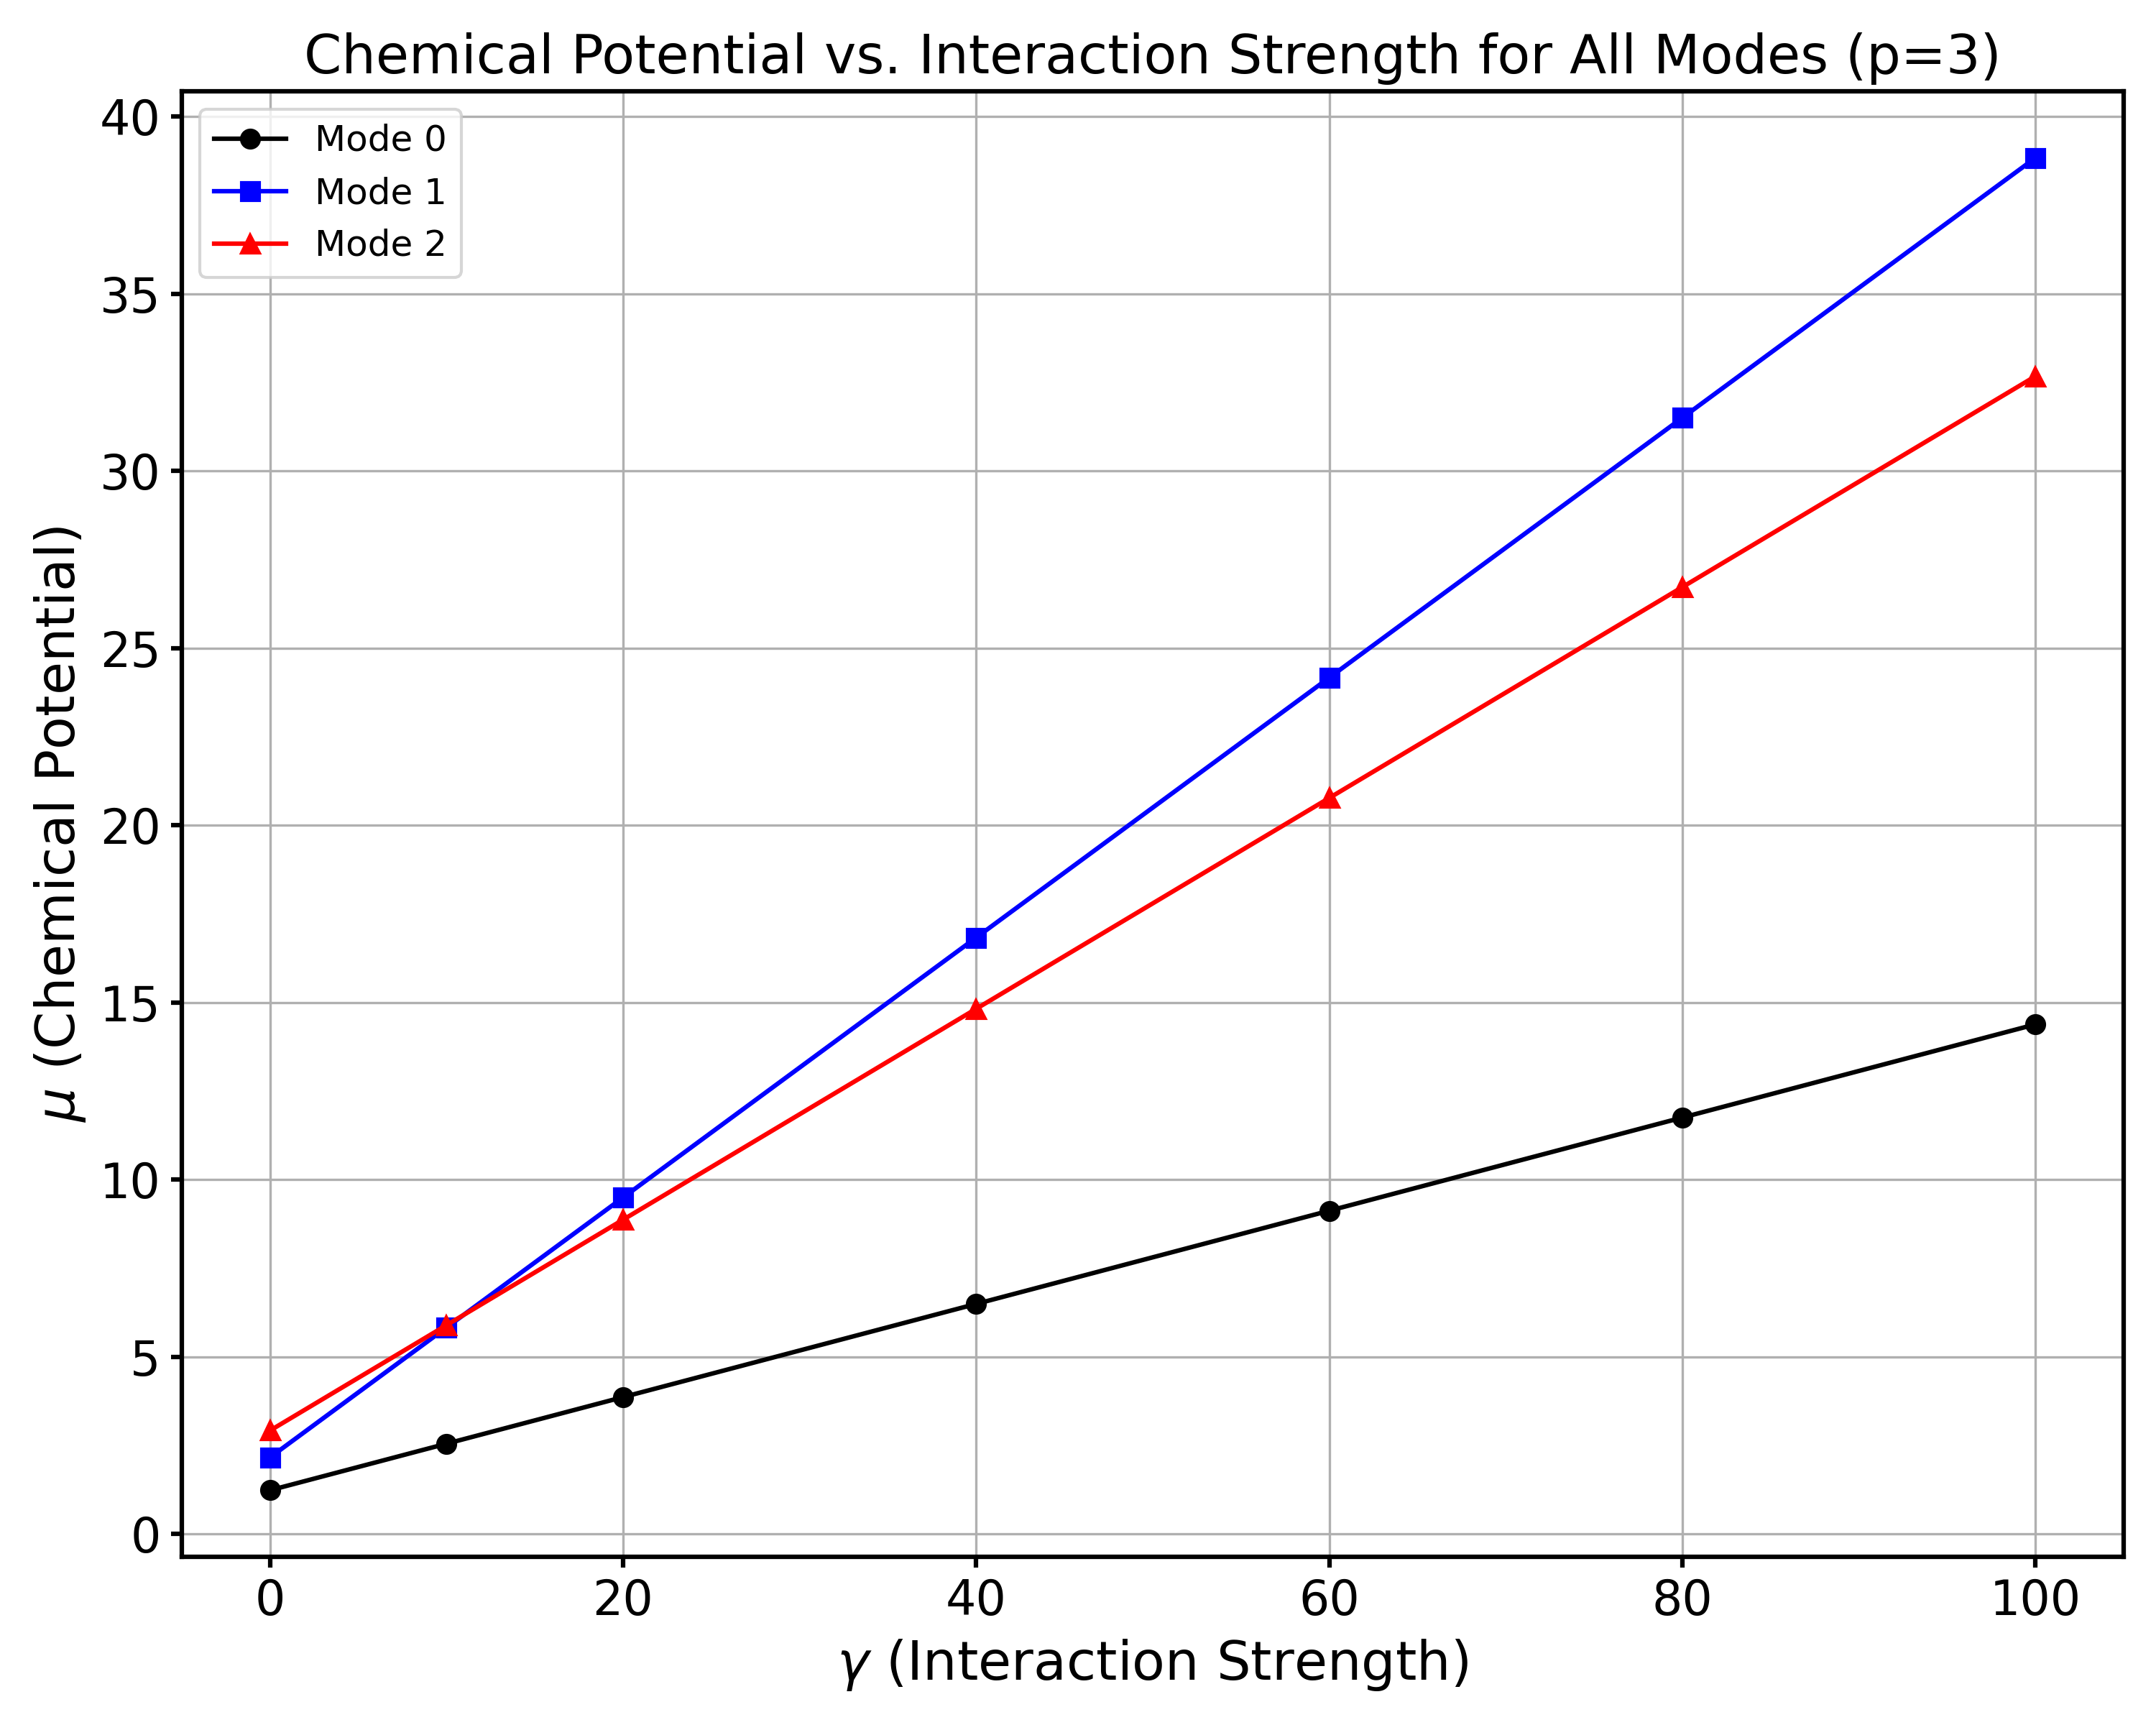 Chemical Potential vs. Interaction Strength for All Modes (p=3)
Mode 0
Mode 1
Mode 2
μ (Chemical Potential)
40
35
30
25
20
15
10
5
0
0 20 40 60 80 100
γ (Interaction Strength)